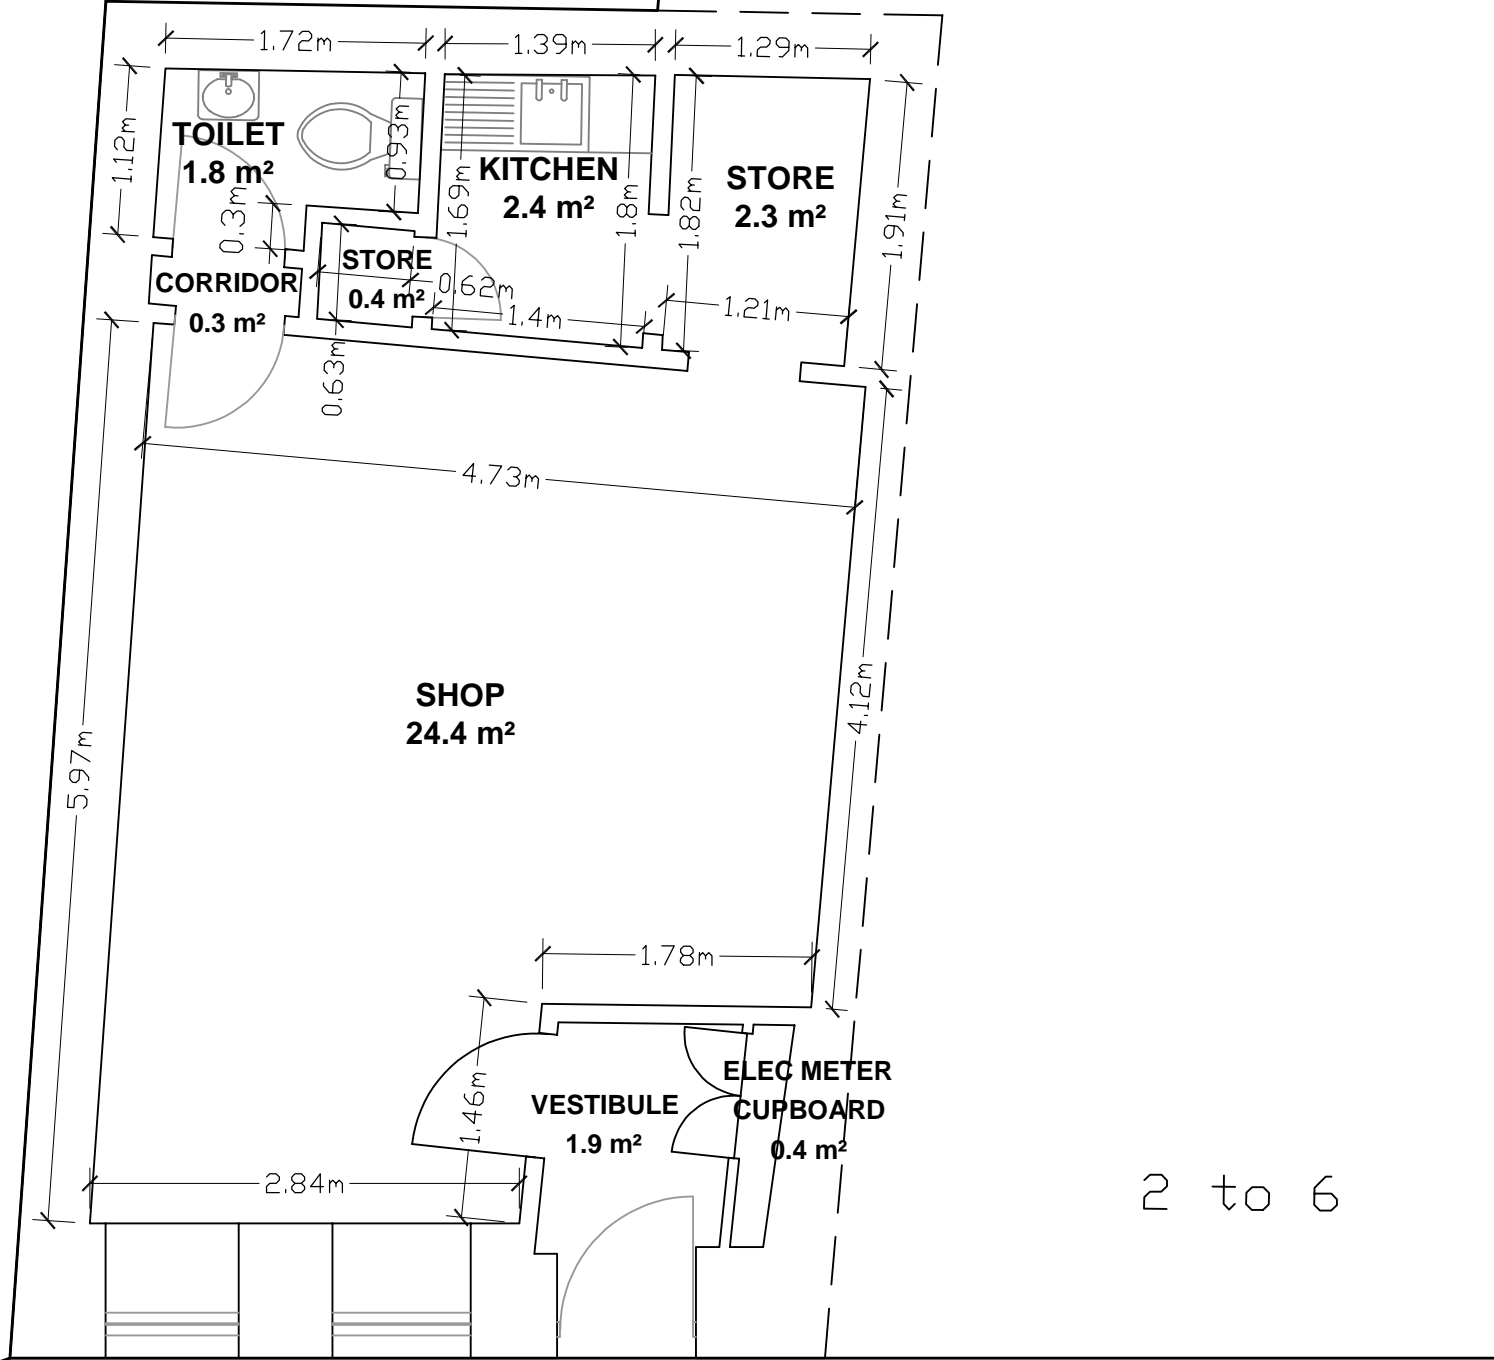 1.72m
1.39m
1.29m
1.12m
0.93m
TOILET
1.8 m²
KITCHEN
2.4 m²
STORE
2.3 m²
0.3m
1.69m
1.8m
1.82m
1.91m
STORE
0.4 m²
CORRIDOR
0.3 m²
0.62m
1.4m
1.21m
0.63m
4.73m
SHOP
24.4 m²
4.12m
5.97m
1.78m
ELEC METER
CUPBOARD
0.4 m²
VESTIBULE
1.9 m²
1.46m
2.84m
2 to 6